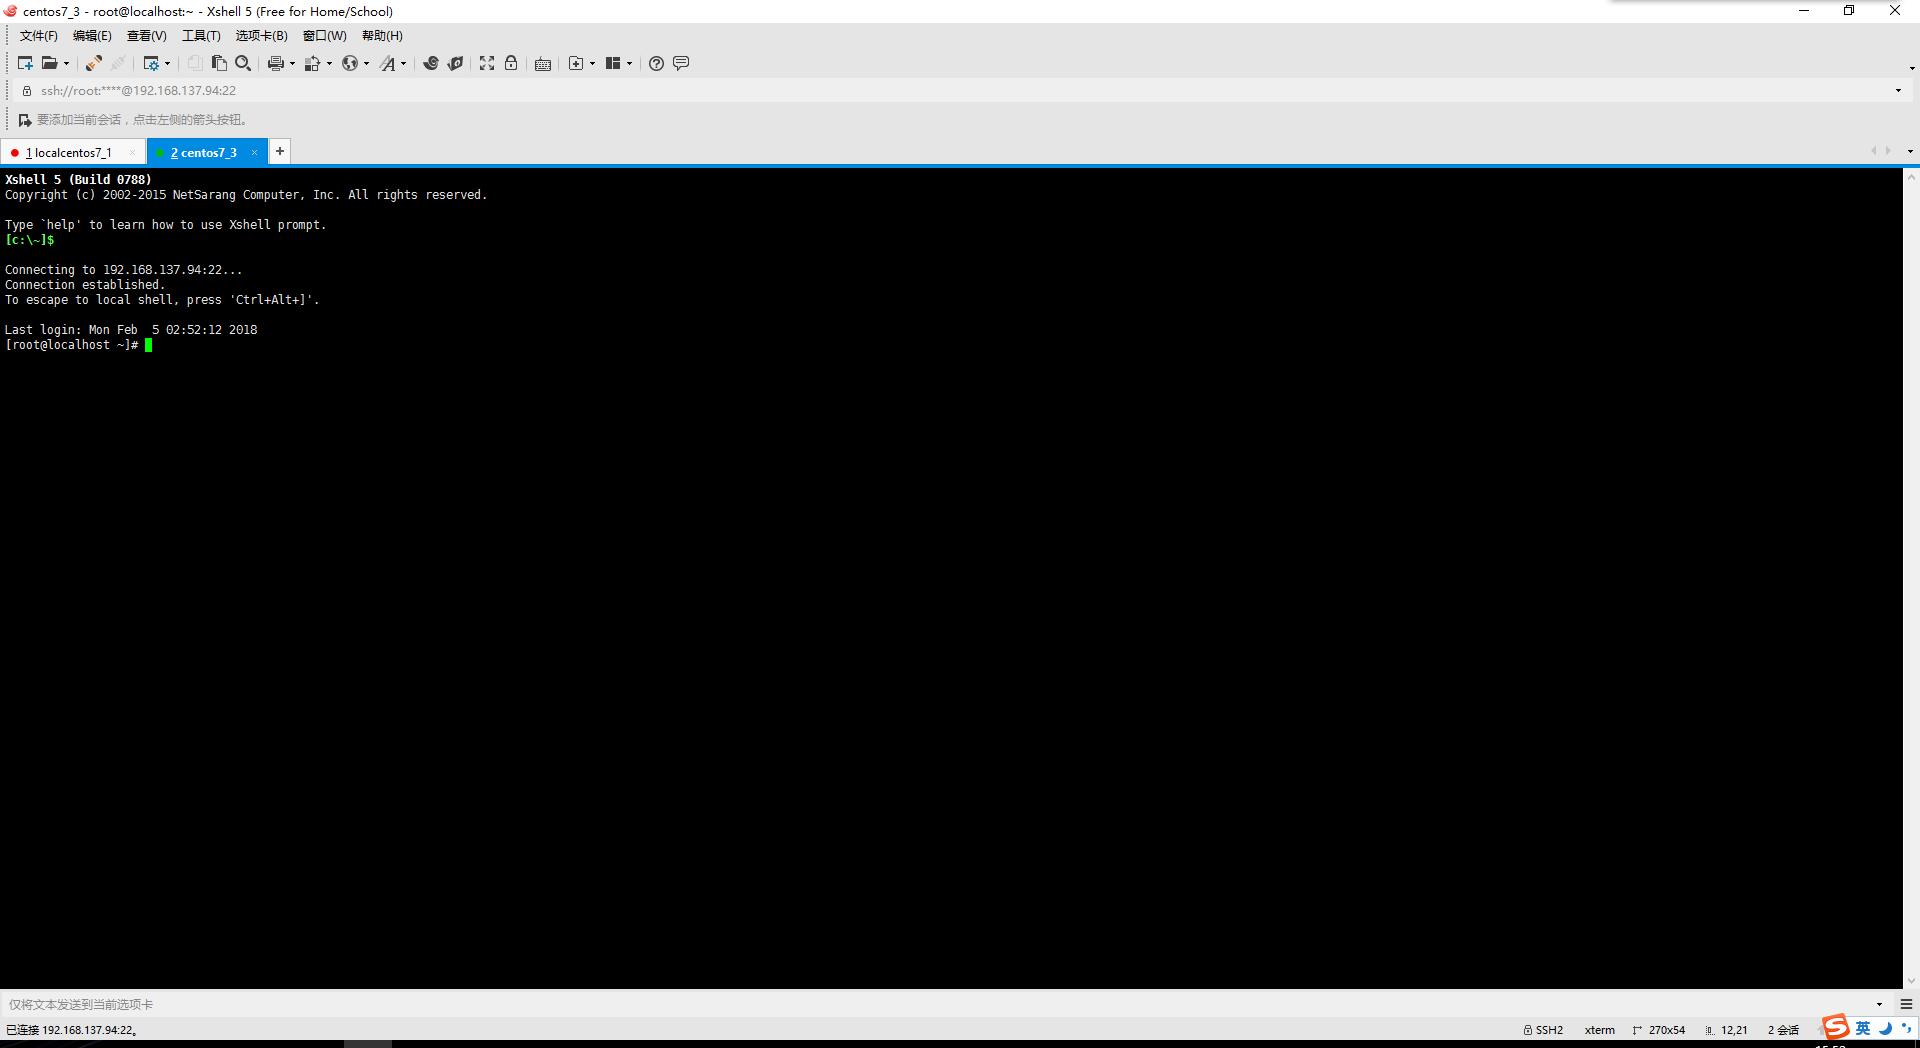 centos7_3 - root@localhost:~ - Xshell 5 (Free for Home/School)
文件(F) 编辑(E) 查看(V) 工具(T) 选项卡(B) 窗口(W) 帮助(H)
ssh://root:****@192.168.137.94:22
要添加当前会话，点击左侧的箭头按钮。
1 localcentos7_1 × 2 centos7_3 × +
Xshell 5 (Build 0788)
Copyright (c) 2002-2015 NetSarang Computer, Inc. All rights reserved.
Type `help' to learn how to use Xshell prompt.
[c:\~]$
Connecting to 192.168.137.94:22...
Connection established.
To escape to local shell, press 'Ctrl+Alt+]'.
Last login: Mon Feb  5 02:52:12 2018
[root@localhost ~]#
仅将文本发送到当前选项卡
已连接 192.168.137.94:22。 SSH2 xterm 270x54 12,21 2 会话 英